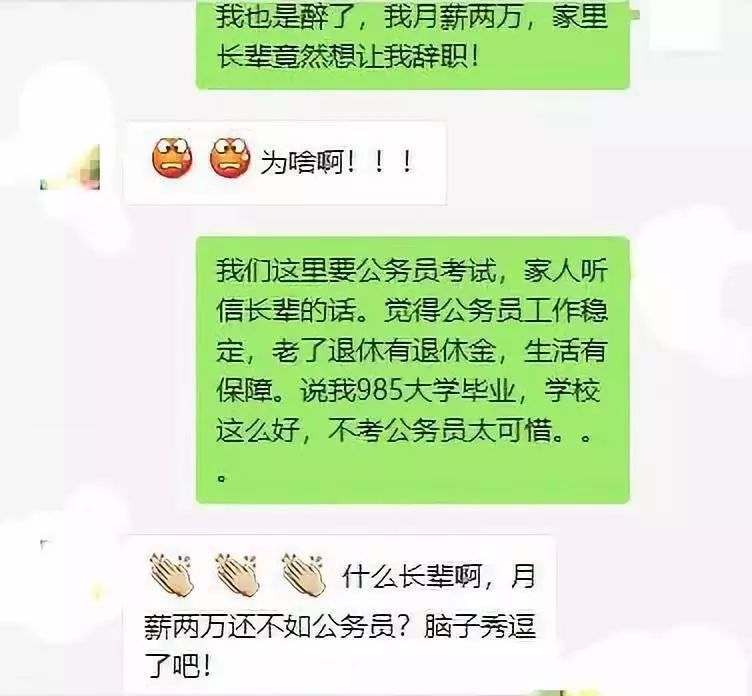 我也是醉了，我月薪两万，家里
长辈竟然想让我辞职！
为啥啊！！！
我们这里要公务员考试，家人听
信长辈的话。觉得公务员工作稳
定，老了退休有退休金，生活有
保障。说我985大学毕业，学校
这么好，不考公务员太可惜。。
。
什么长辈啊，月
薪两万还不如公务员？脑子秀逗
了吧！